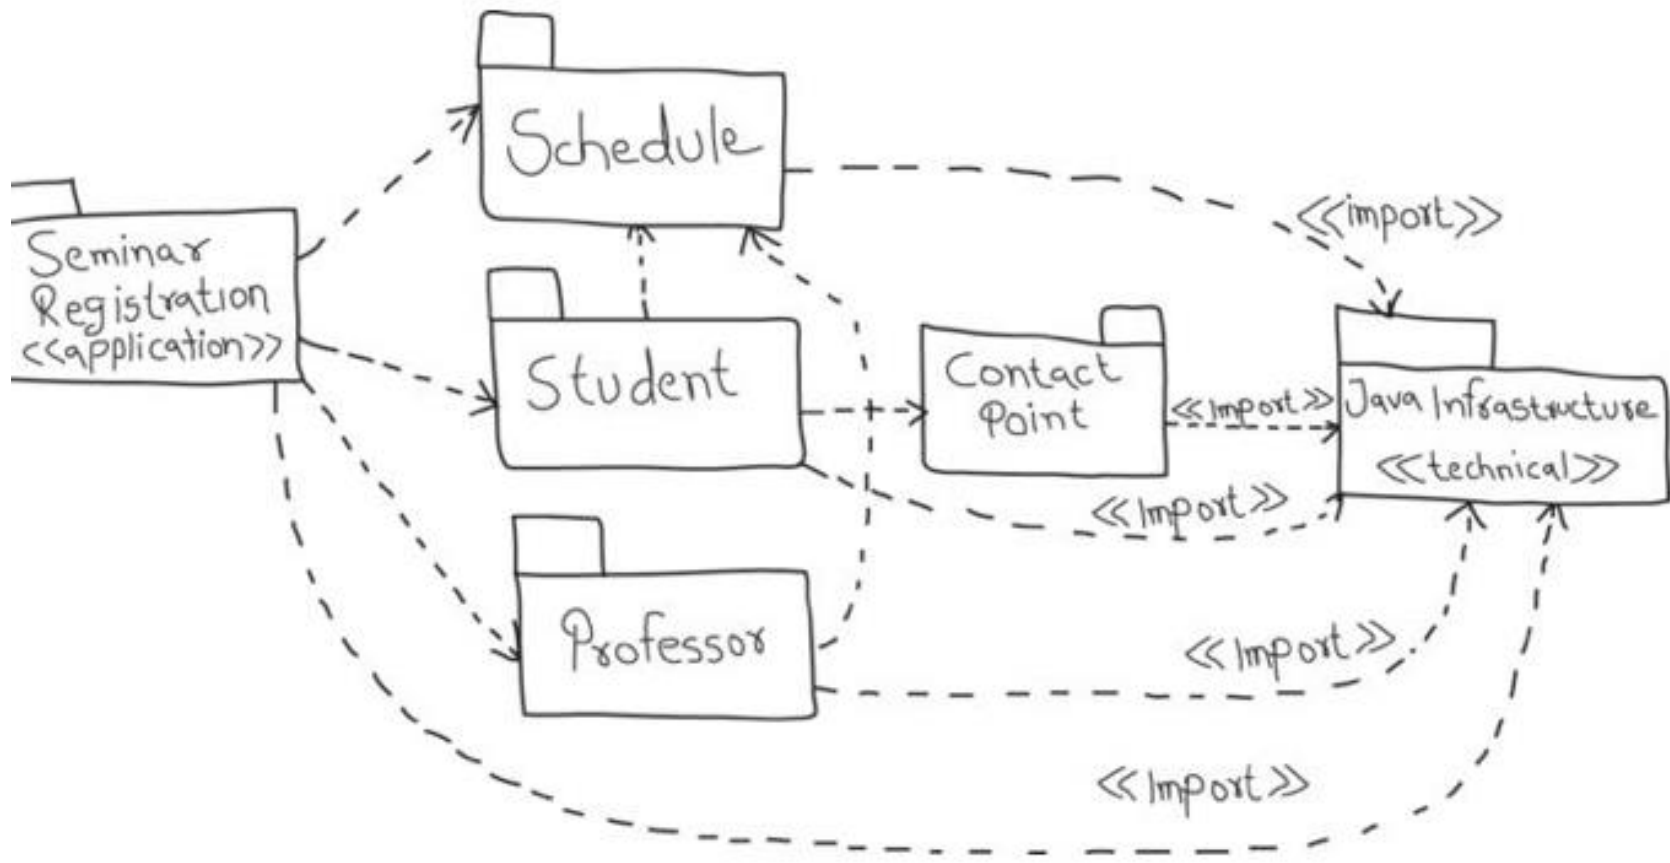 Schedule
<<import>>
Seminar
Registration
<<application>>
Student
Contact
Point
<<Import>>
Java Infrastructure
<<technical>>
<<Import>>
Professor
<<Import>>
<<Import>>